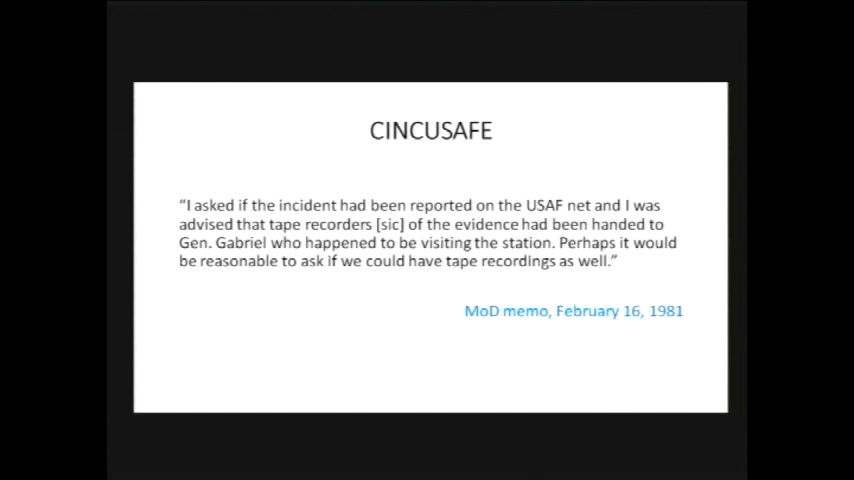 CINCUSAFE
“I asked if the incident had been reported on the USAF net and I was
advised that tape recorders [sic] of the evidence had been handed to
Gen. Gabriel who happened to be visiting the station. Perhaps it would
be reasonable to ask if we could have tape recordings as well.”
MoD memo, February 16, 1981